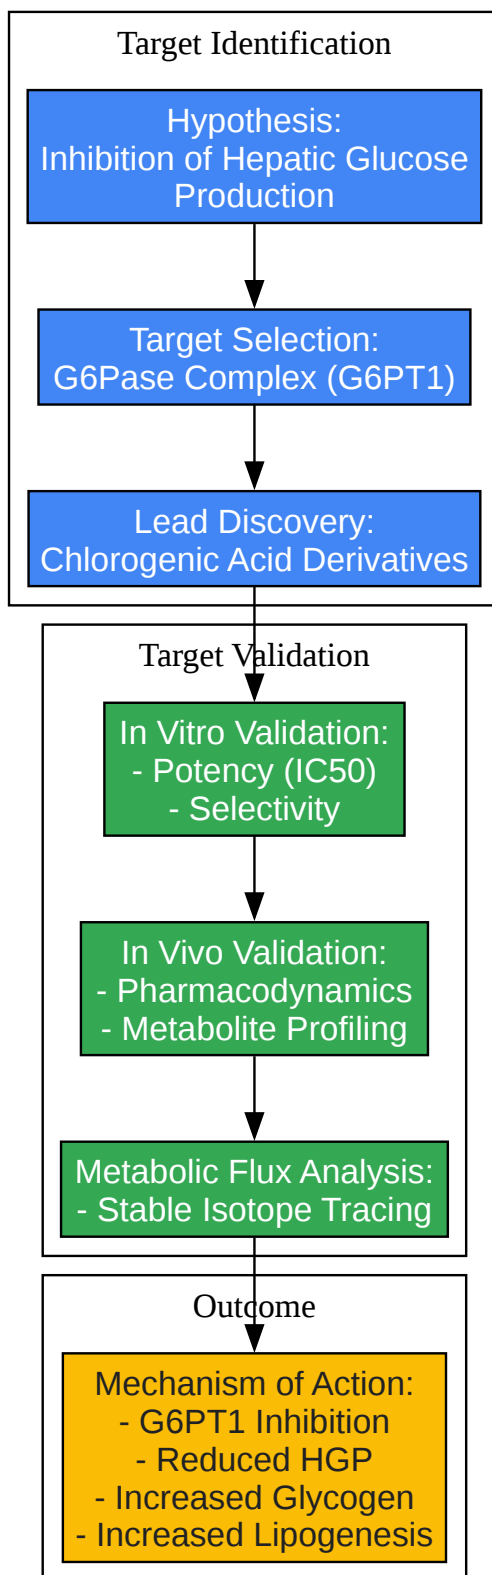 Target Identification
Hypothesis:
Inhibition of Hepatic Glucose
Production
Target Selection:
G6Pase Complex (G6PT1)
Lead Discovery:
Chlorogenic Acid Derivatives
Target Validation
In Vitro Validation:
- Potency (IC50)
- Selectivity
In Vivo Validation:
- Pharmacodynamics
- Metabolite Profiling
Metabolic Flux Analysis:
- Stable Isotope Tracing
Outcome
Mechanism of Action:
- G6PT1 Inhibition
- Reduced HGP
- Increased Glycogen
- Increased Lipogenesis